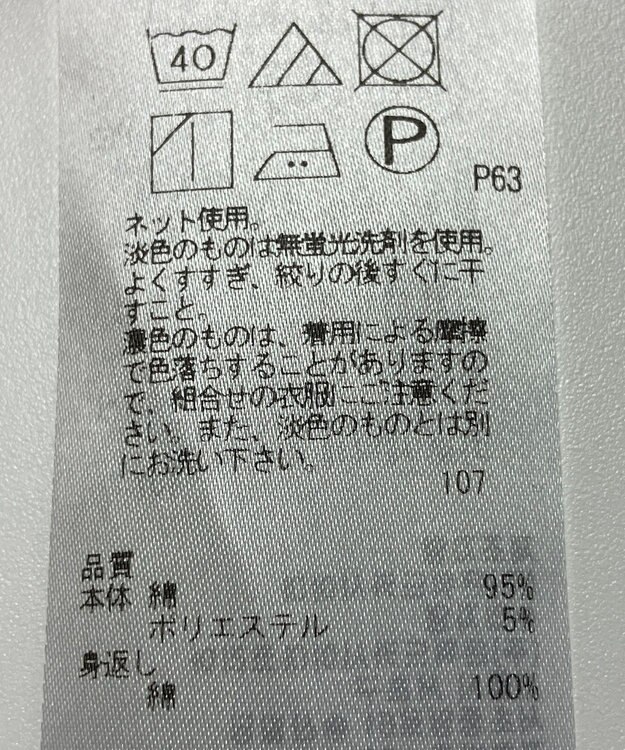 40
P
P63
ネット使用。
淡色のものは無蛍光洗剤を使用。
よくすすぎ、絞りの後すぐに干
すこと。
濃色のものは、着用による摩擦
で色落ちすることがありますの
で、組合せの衣服にご注意くだ
さい。また、淡色のものとは別
にお洗い下さい。
107
品質
本体 綿 95%
ポリエステル 5%
身返し
綿 100%